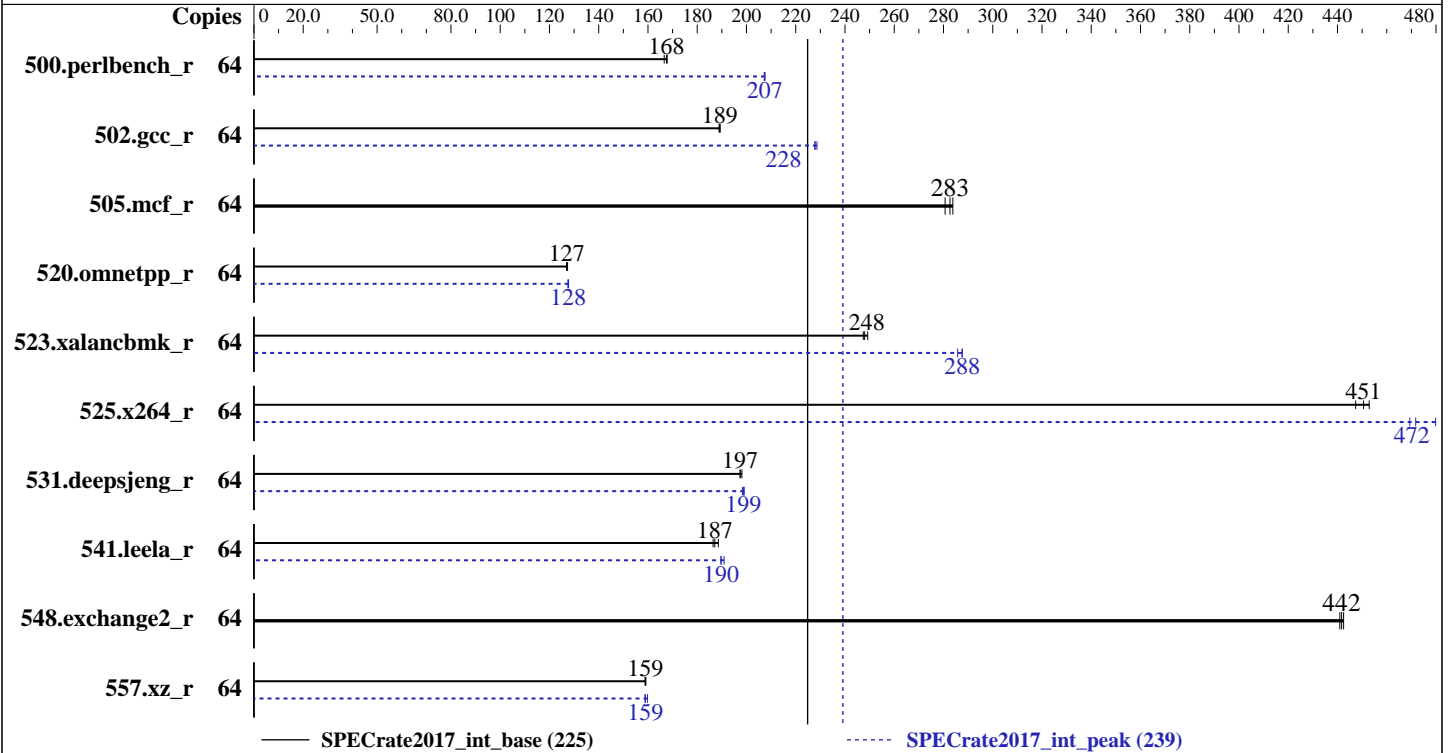 Copies 0 20.0 50.0 80.0 100 120 140 160 180 200 220 240 260 280 300 320 340 360 380 400 420 440 480
168
500.perlbench_r 64
207
189
502.gcc_r 64
228
283
505.mcf_r 64
127
520.omnetpp_r 64
128
248
523.xalancbmk_r 64
288
451
525.x264_r 64
472
197
531.deepsjeng_r 64
199
187
541.leela_r 64
190
442
548.exchange2_r 64
159
557.xz_r 64
159
SPECrate2017_int_base (225) SPECrate2017_int_peak (239)